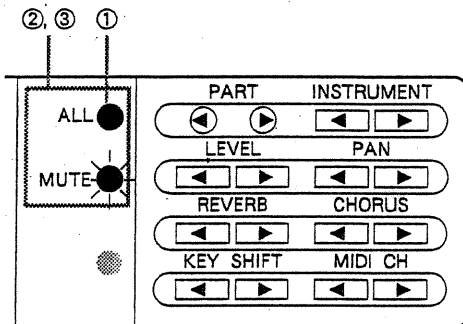 ②, ③ ①
ALL
MUTE
PART INSTRUMENT
LEVEL PAN
REVERB CHORUS
KEY SHIFT MIDI CH